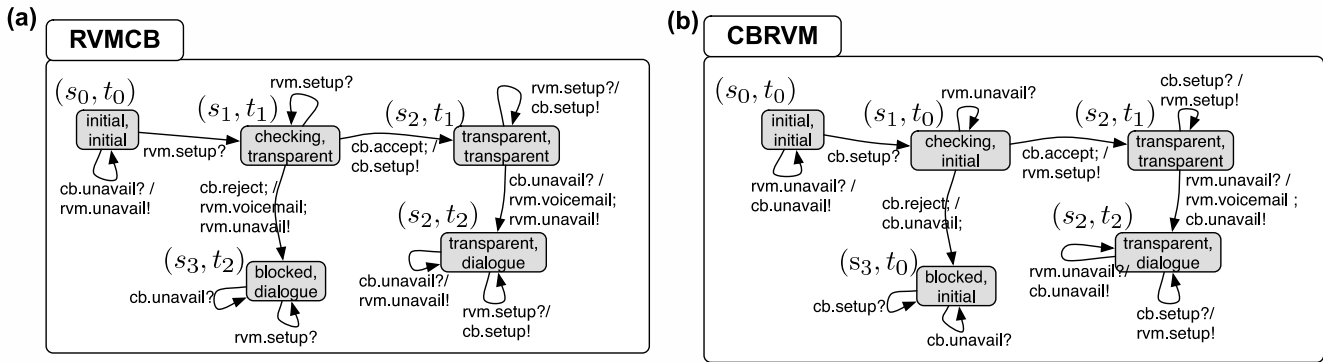 (a)
RVMCB
(s0, t0)
initial,
initial
rvm.setup?
cb.unavail? /
rvm.unavail!
rvm.setup?
(s1, t1)
checking,
transparent
cb.accept; /
cb.setup!
cb.reject; /
rvm.voicemail;
rvm.unavail!
(s2, t1)
rvm.setup?/
cb.setup!
transparent,
transparent
cb.unavail? /
rvm.voicemail;
rvm.unavail!
(s3, t2)
blocked,
dialogue
cb.unavail?
rvm.setup?
(s2, t2)
transparent,
dialogue
cb.unavail?/
rvm.unavail!
rvm.setup?/
cb.setup!
(b)
CBRVM
(s0, t0)
initial,
initial
cb.setup?
rvm.unavail? /
cb.unavail!
rvm.unavail?
(s1, t0)
checking,
initial
cb.accept; /
rvm.setup!
cb.reject; /
cb.unavail;
(s2, t1)
cb.setup? /
rvm.setup!
transparent,
transparent
rvm.unavail? /
rvm.voicemail ;
cb.unavail!
(s3, t0)
blocked,
initial
cb.setup?
cb.unavail?
(s2, t2)
transparent,
dialogue
rvm.unavail?/
cb.unavail!
cb.setup?/
rvm.setup!